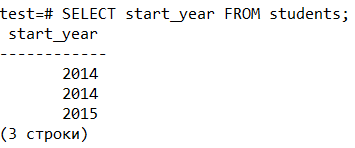 test=# SELECT start_year FROM students;
start_year
------------
2014
2014
2015
(3 строки)